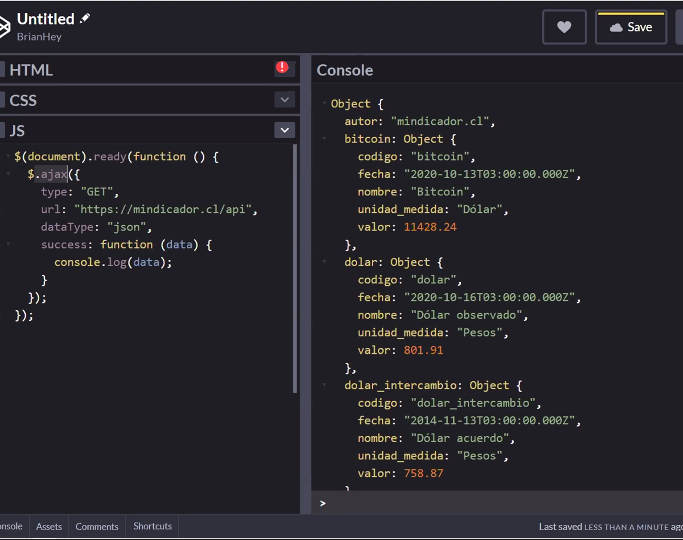 Untitled
BrianHey
Save
HTML
CSS
JS
$(document).ready(function () {
$.ajax({
type: "GET",
url: "https://mindicador.cl/api",
dataType: "json",
success: function (data) {
console.log(data);
}
});
});
Console
Object {
autor: "mindicador.cl",
bitcoin: Object {
codigo: "bitcoin",
fecha: "2020-10-13T03:00:00.000Z",
nombre: "Bitcoin",
unidad_medida: "Dólar",
valor: 11428.24
},
dolar: Object {
codigo: "dolar",
fecha: "2020-10-16T03:00:00.000Z",
nombre: "Dólar observado",
unidad_medida: "Pesos",
valor: 801.91
},
dolar_intercambio: Object {
codigo: "dolar_intercambio",
fecha: "2014-11-13T03:00:00.000Z",
nombre: "Dólar acuerdo",
unidad_medida: "Pesos",
valor: 758.87
>
onsole Assets Comments Shortcuts
Last saved LESS THAN A MINUTE ago